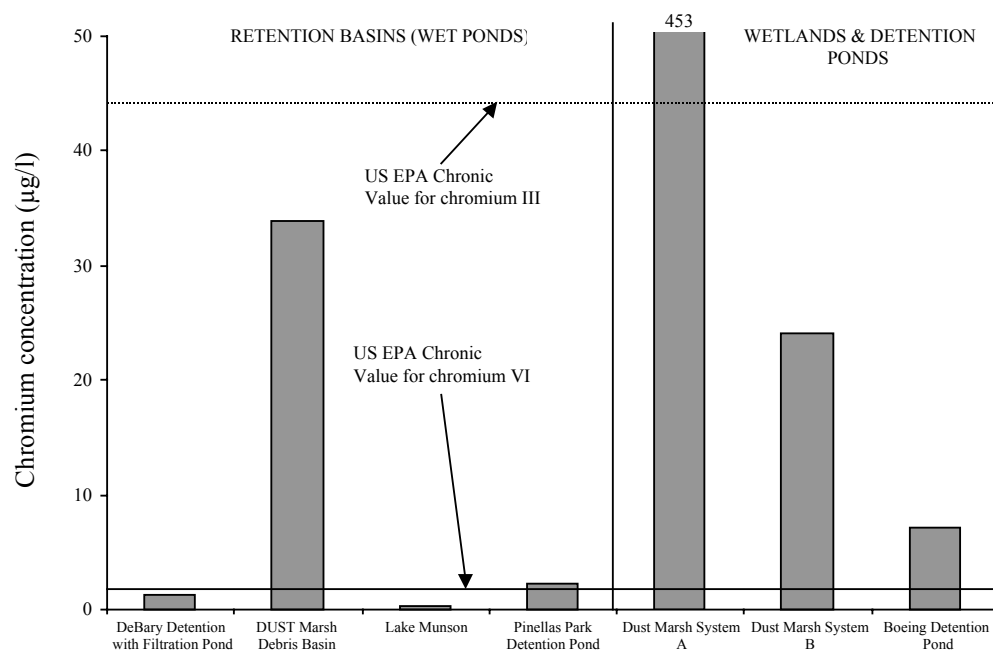 453
RETENTION BASINS (WET PONDS)
WETLANDS & DETENTION
PONDS
50
40
30
20
10
0
Chromium concentration (µg/l)
US EPA Chronic
Value for chromium III
US EPA Chronic
Value for chromium VI
DeBary Detention
with Filtration Pond
DUST Marsh
Debris Basin
Lake Munson
Pinellas Park
Detention Pond
Dust Marsh System
A
Dust Marsh System
B
Boeing Detention
Pond